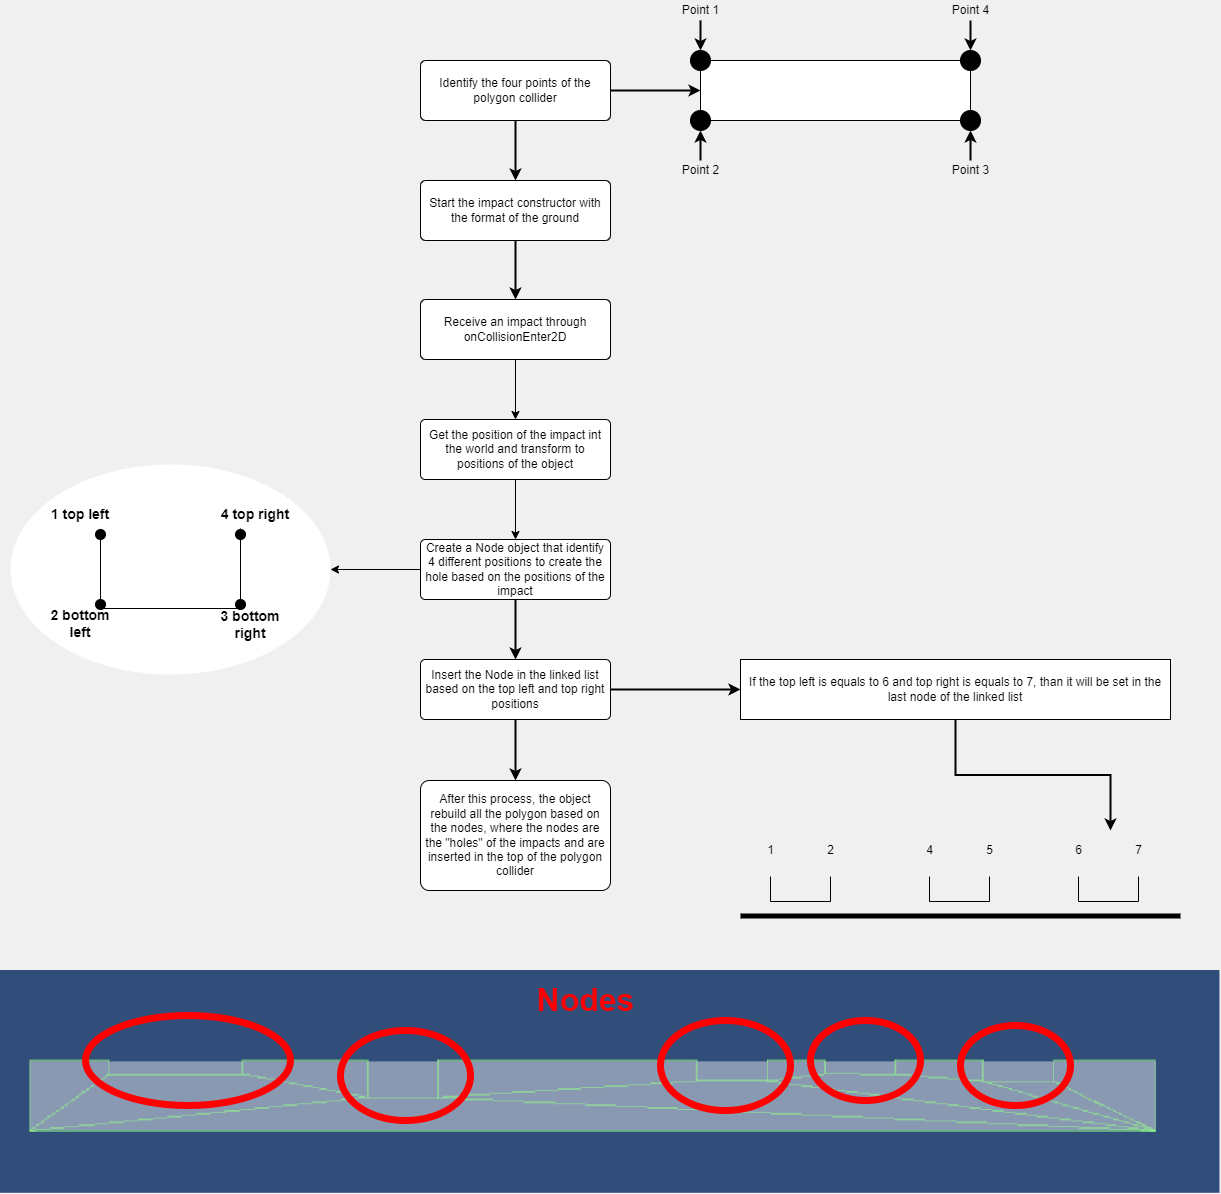 Point 1
Point 4
Identify the four points of the
polygon collider
Point 2
Point 3
Start the impact constructor with
the format of the ground
Receive an impact through
onCollisionEnter2D
Get the position of the impact int
the world and transform to
positions of the object
1 top left
4 top right
2 bottom
left
3 bottom
right
Create a Node object that identify
4 different positions to create the
hole based on the positions of the
impact
Insert the Node in the linked list
based on the top left and top right
positions
If the top left is equals to 6 and top right is equals to 7, than it will be set in the
last node of the linked list
After this process, the object
rebuild all the polygon based on
the nodes, where the nodes are
the "holes" of the impacts and are
inserted in the top of the polygon
collider
1 2 4 5 6 7
Nodes